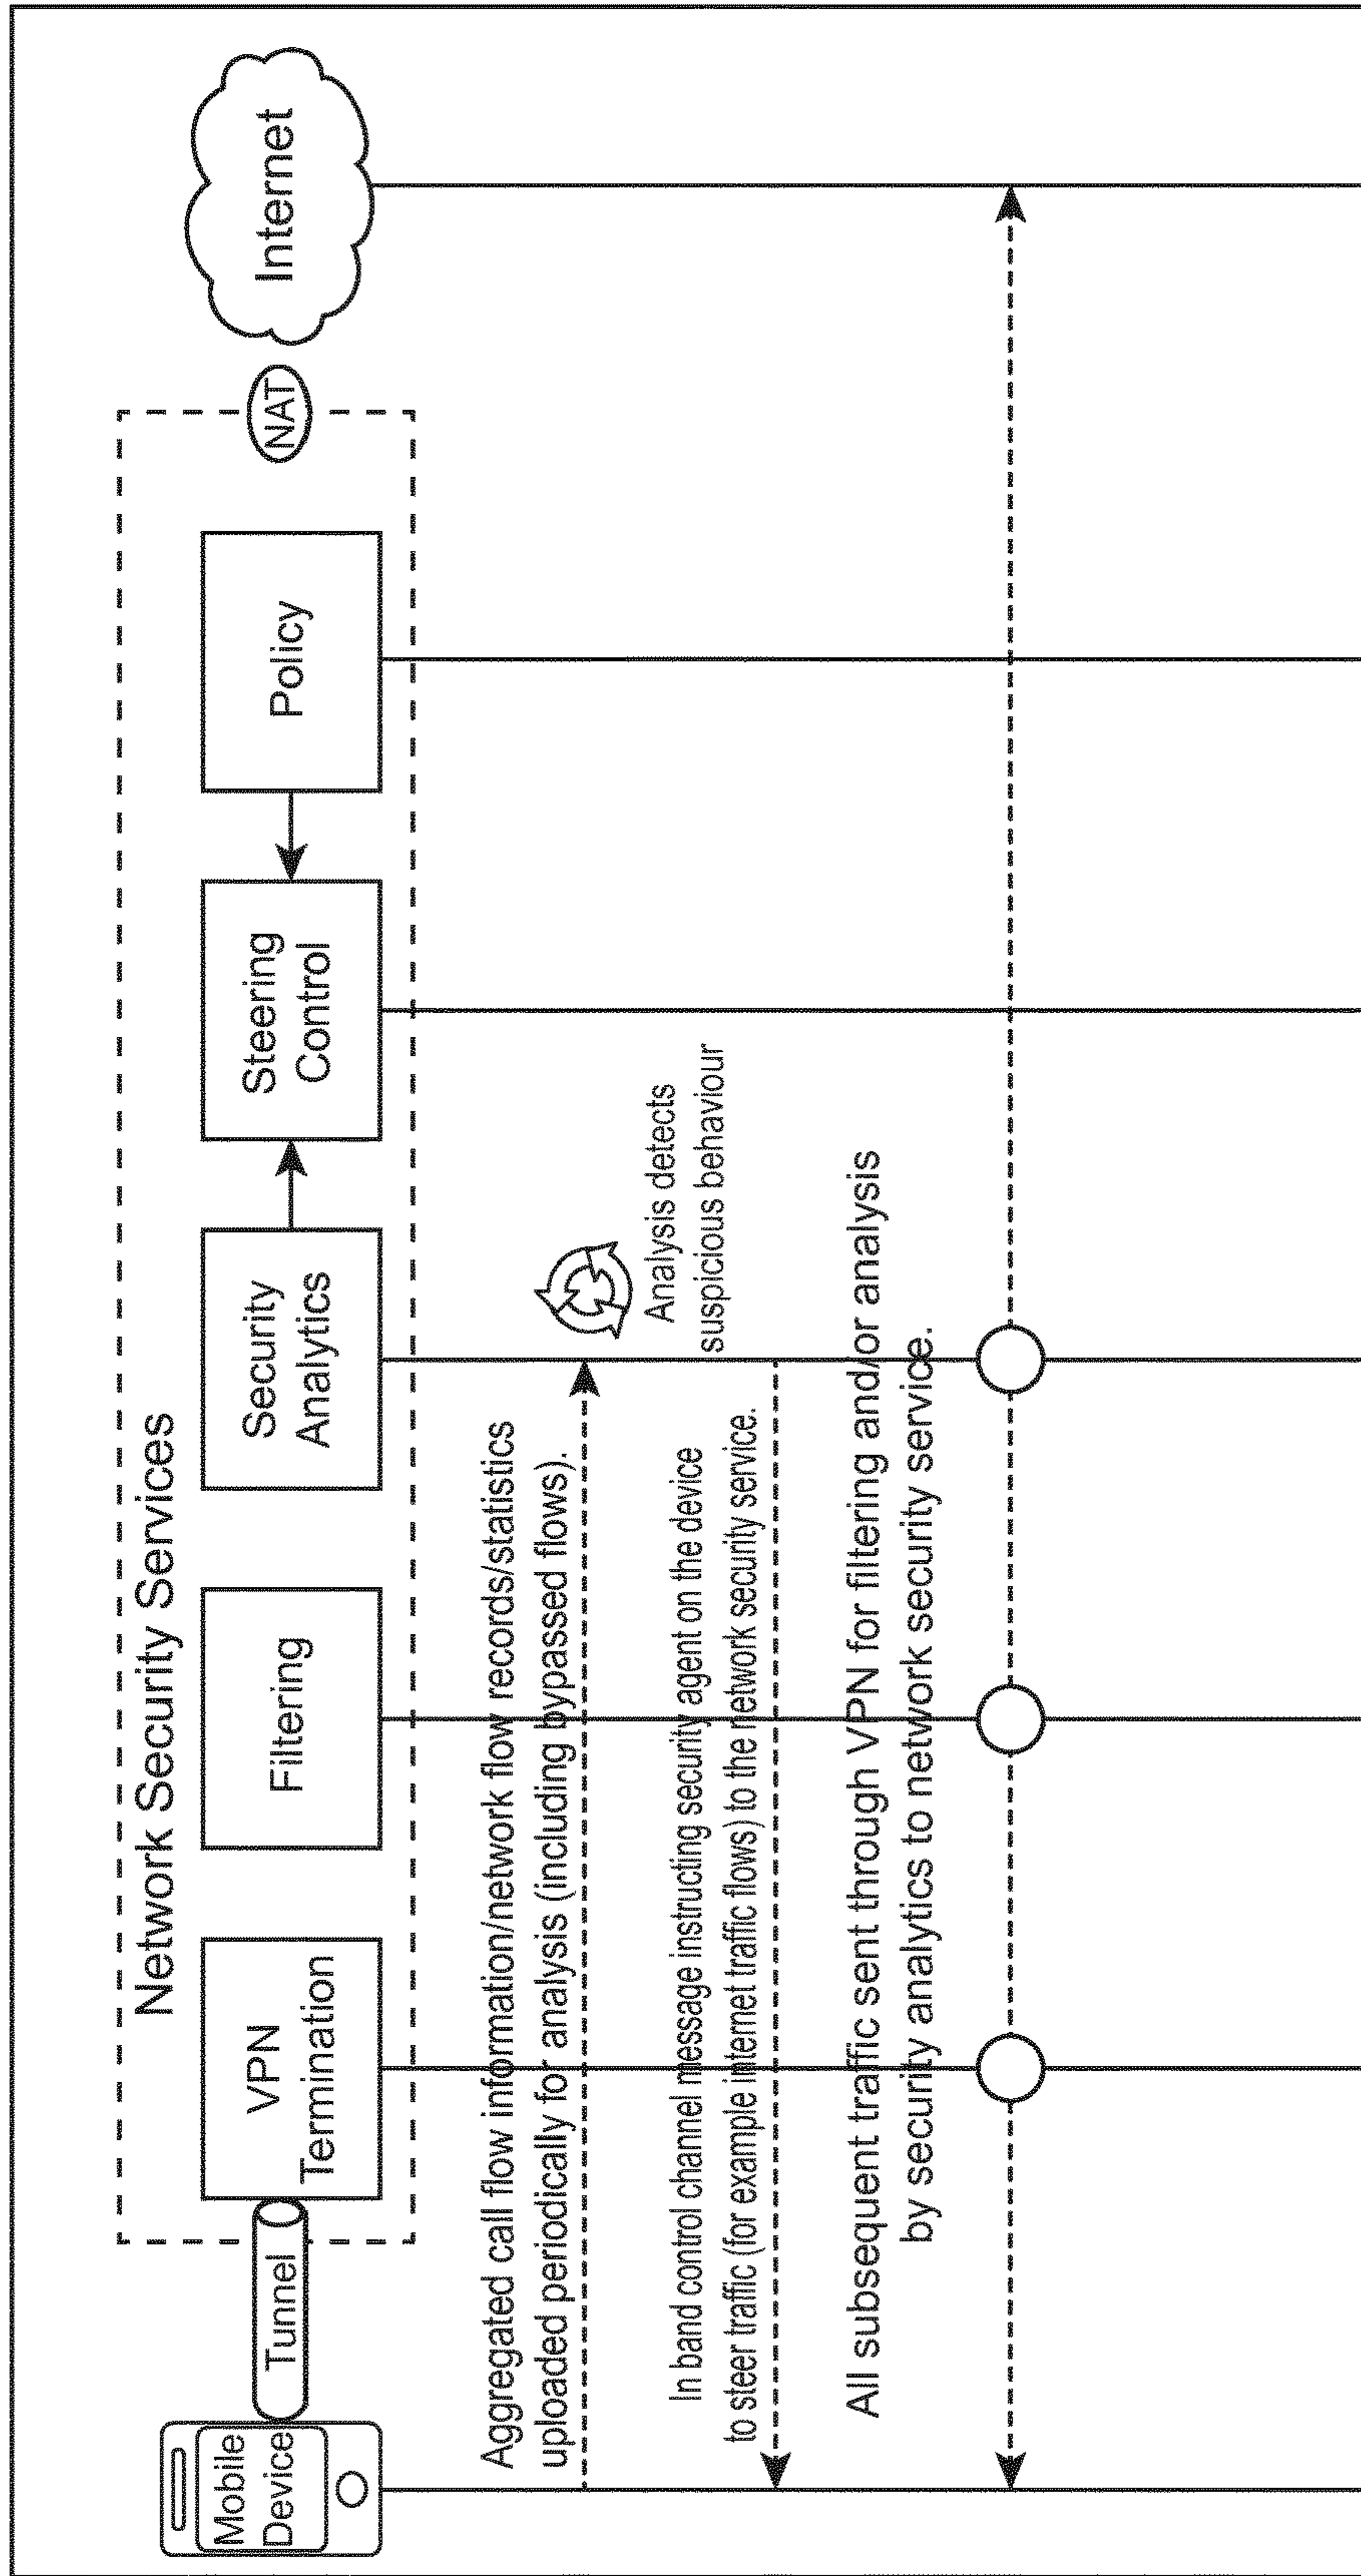 Network Security Services
Mobile
Device
Tunnel
VPN
Termination
Filtering
Security
Analytics
Steering
Control
Policy
NAT
Internet
Aggregated call flow information/network flow records/statistics
uploaded periodically for analysis (including bypassed flows).
Analysis detects
suspicious behaviour
In band control channel message instructing security agent on the device
to steer traffic (for example internet traffic flows) to the network security service.
All subsequent traffic sent through VPN for filtering and/or analysis
by security analytics to network security service.